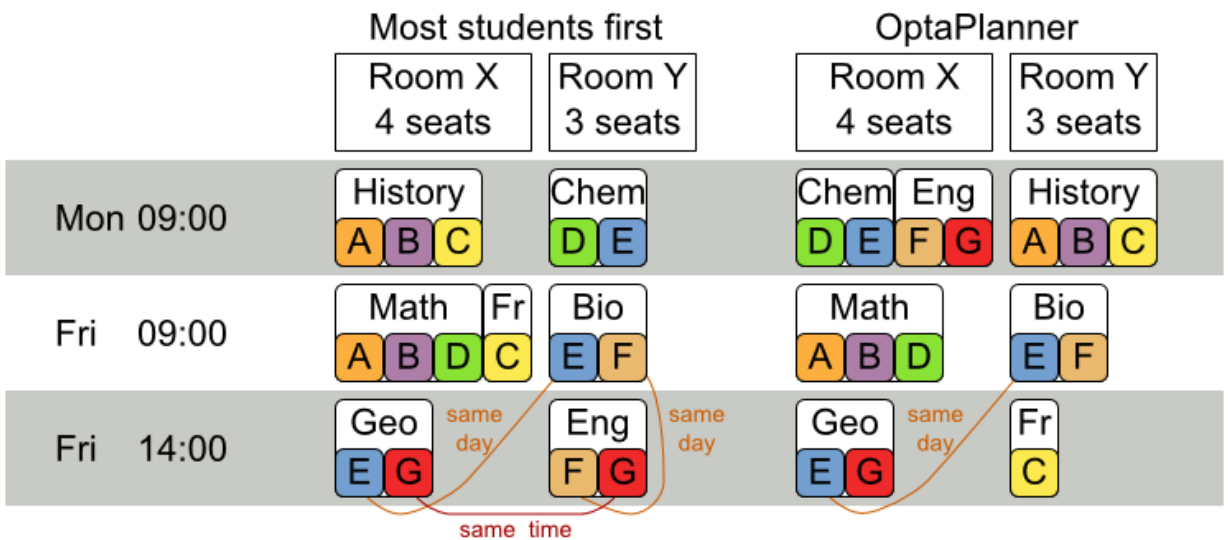 Most students first OptaPlanner
Room X Room Y Room X Room Y
4 seats 3 seats 4 seats 3 seats
Mon 09:00 History Chem Chem Eng History
A B C D E D E F G A B C
Fri 09:00 Math Fr Bio Math Bio
A B D C E F A B D E F
Fri 14:00 Geo same day Eng same day Geo same day Fr
E G F G E G C
same time